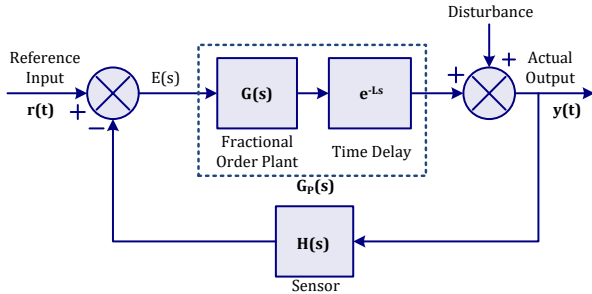 Disturbance
Reference
Input
r(t)
+
−
E(s)
G(s)
e^-Ls
Fractional
Order Plant
Time Delay
G_P(s)
+
+
Actual
Output
y(t)
H(s)
Sensor